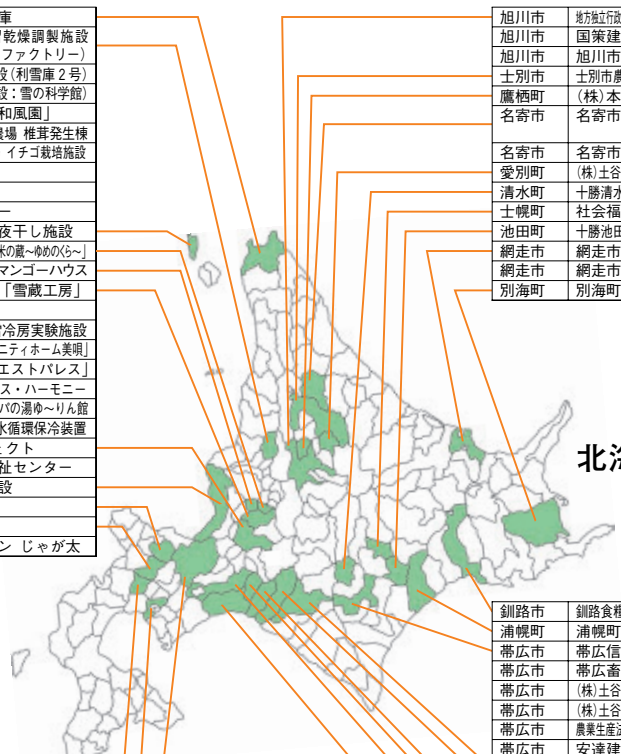 庫
乾燥調製施設
ファクトリー)
設(利雪庫2号)
設：雪の科学館)
和風園」
農場 椎茸発生棟
イチゴ栽培施設
ー
夜干し施設
米の蔵〜ゆめのくら〜」
マンゴーハウス
「雪蔵工房」
雪冷房実験施設
ニティホーム美唄」
エストパレス」
ス・ハーモニー
パの湯ゆ〜りん館
水循環保冷装置
ェクト
祉センター
設
ン じゃが太
旭川市 地方独立行政
旭川市 国策建
旭川市 旭川市
士別市 士別市農
鷹栖町 (株)本
名寄市 名寄市
名寄市 名寄市
愛別町 (株)土谷
清水町 十勝清水
士幌町 社会福
池田町 十勝池田
網走市 網走市
網走市 網走市
別海町 別海町
北海
釧路市 釧路食糧
浦幌町 浦幌町
帯広市 帯広信
帯広市 帯広畜
帯広市 (株)土谷
帯広市 (株)土谷
帯広市 農業生産法
帯広市 安達建